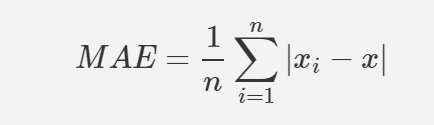 MAE = \frac{1}{n} \sum_{i=1}^{n} |x_i - x|